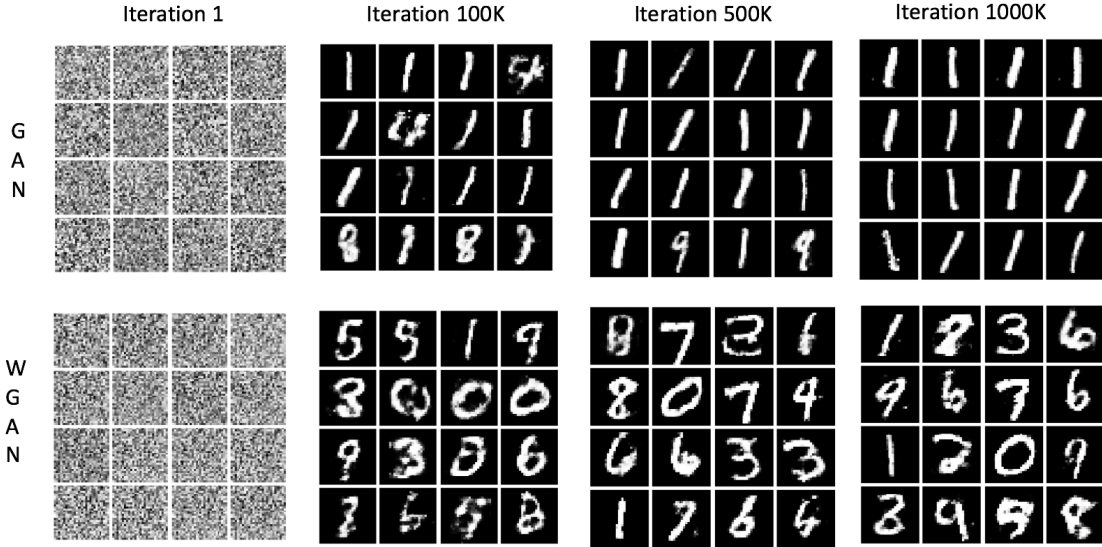 Iteration 1
Iteration 100K
Iteration 500K
Iteration 1000K
G
A
N
W
G
A
N